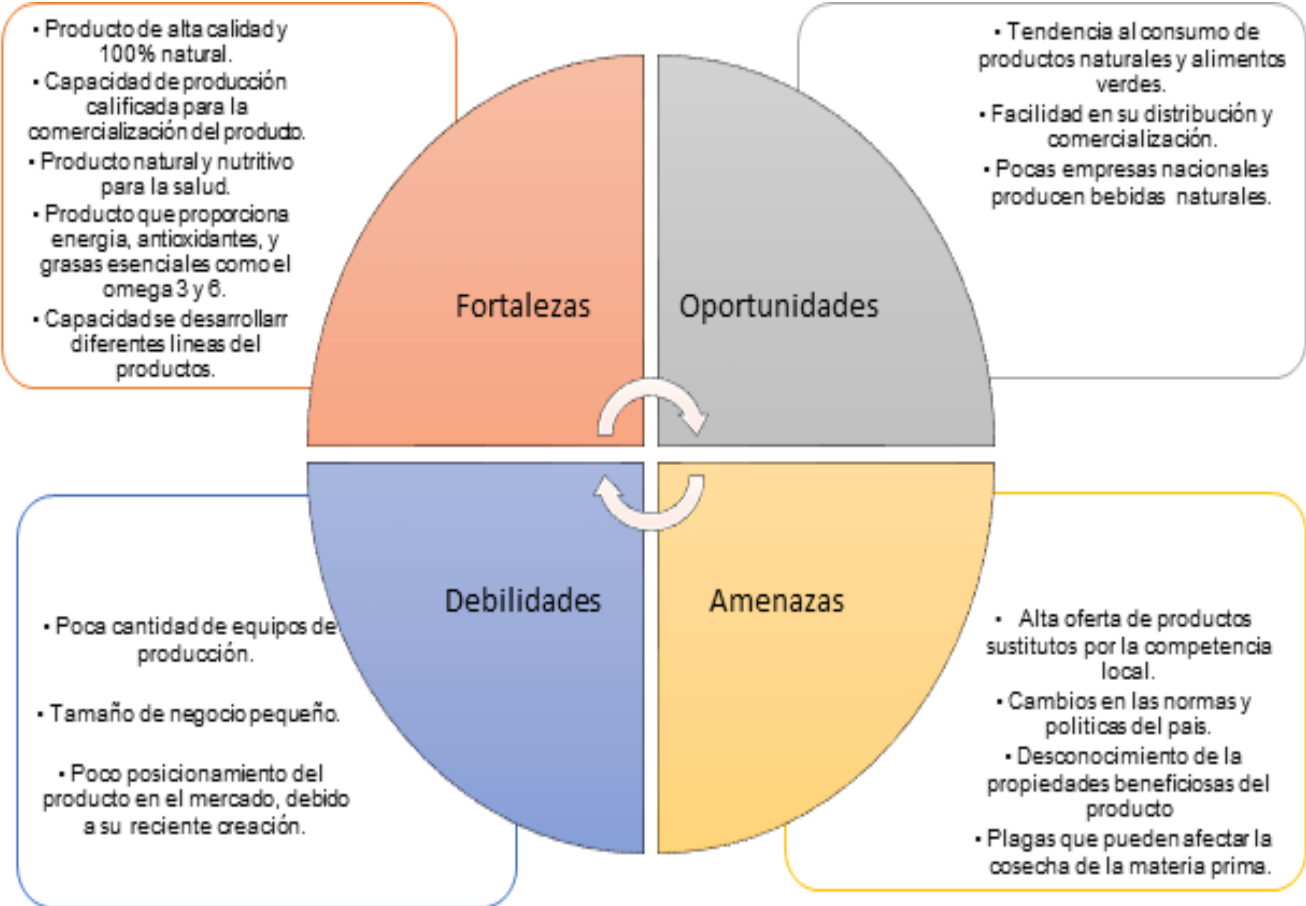 ▪ Producto de alta calidad y
100% natural.
▪ Capacidad de producción
calificada para la
comercialización del producto.
▪ Producto natural y nutritivo
para la salud.
▪ Producto que proporciona
energia, antioxidantes, y
grasas esenciales como el
omega 3 y 6.
▪ Capacidad se desarrollarr
diferentes lineas del
productos.
▪ Tendencia al consumo de
productos naturales y alimentos
verdes.
▪ Facilidad en su distribución y
comercialización.
▪ Pocas empresas nacionales
producen bebidas naturales.
Fortalezas
Oportunidades
Debilidades
Amenazas
▪ Poca cantidad de equipos de
producción.
▪ Tamaño de negocio pequeño.
▪ Poco posicionamiento del
producto en el mercado, debido
a su reciente creación.
▪ Alta oferta de productos
sustitutos por la competencia
local.
▪ Cambios en las normas y
politicas del pais.
▪ Desconocimiento de la
propiedades beneficiosas del
producto
▪ Plagas que pueden afectar la
cosecha de la materia prima.